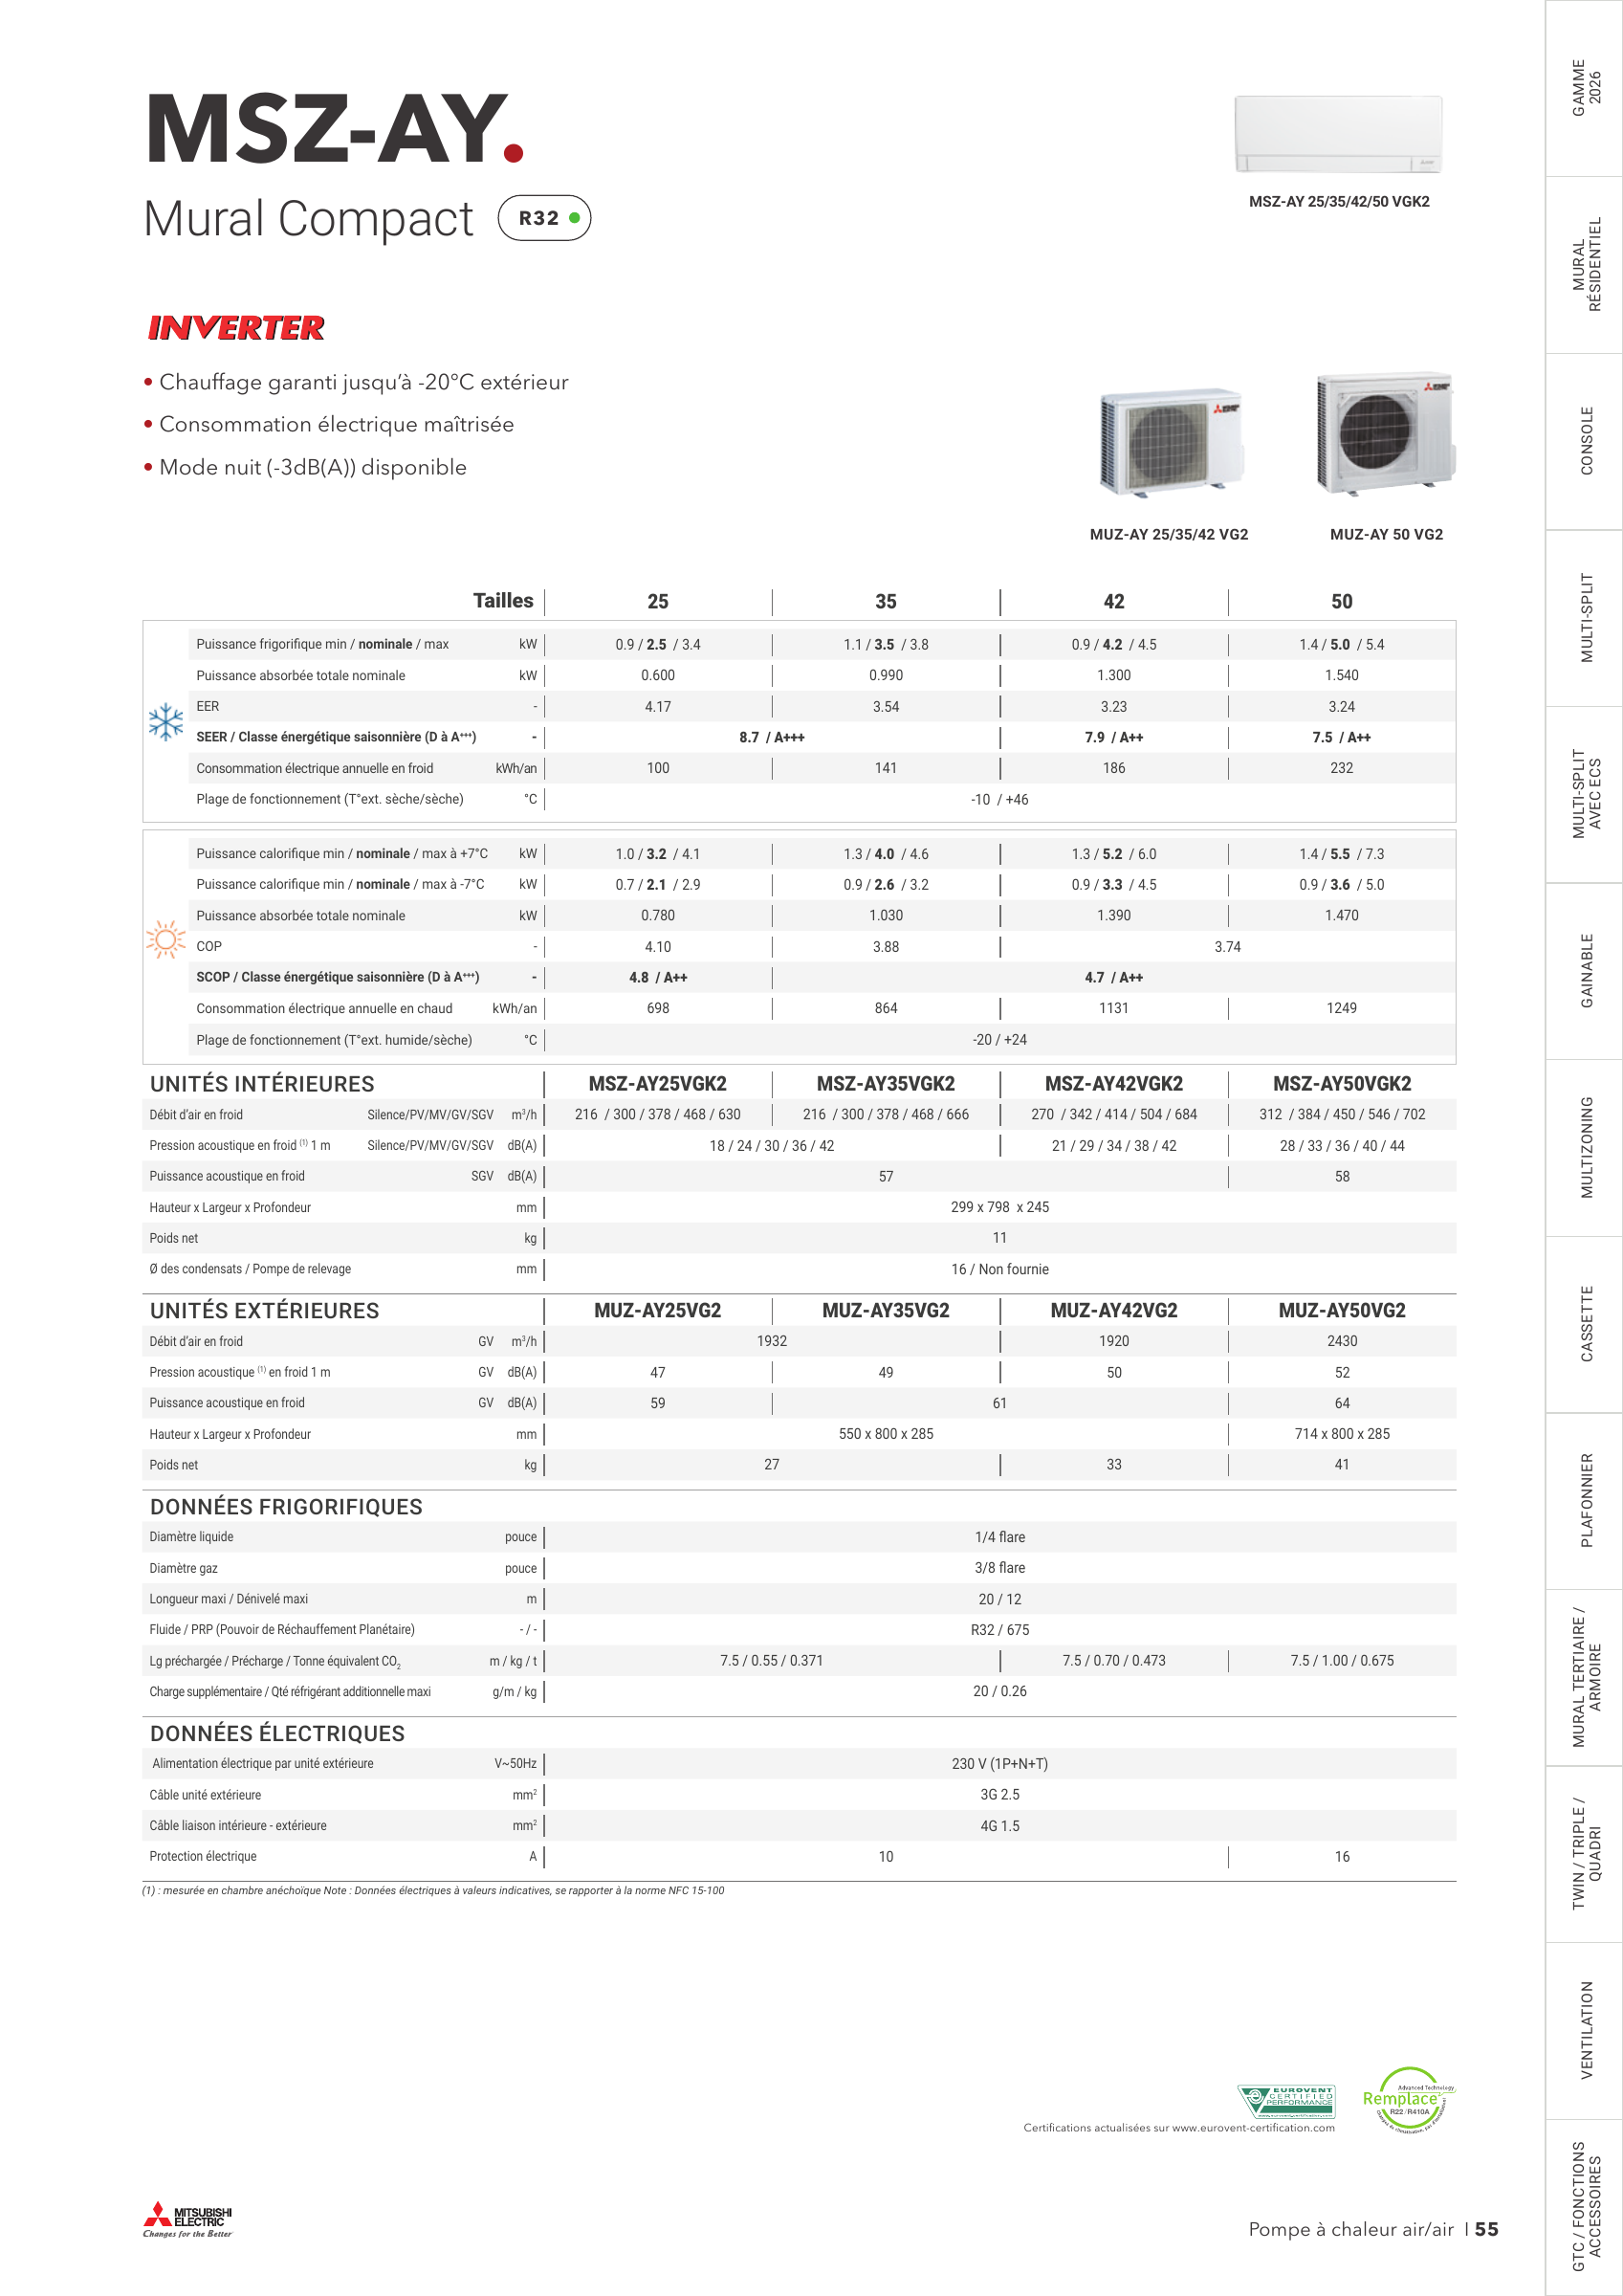 MSZ-AY.
Mural Compact R32
MSZ-AY 25/35/42/50 VGK2
INVERTER
• Chauffage garanti jusqu'à -20°C extérieur
• Consommation électrique maîtrisée
• Mode nuit (-3dB(A)) disponible
MUZ-AY 25/35/42 VG2
MUZ-AY 50 VG2
Tailles 25 35 42 50
Puissance frigorifique min / nominale / max kW 0.9 / 2.5 / 3.4 1.1 / 3.5 / 3.8 0.9 / 4.2 / 4.5 1.4 / 5.0 / 5.4
Puissance absorbée totale nominale kW 0.600 0.990 1.300 1.540
EER - 4.17 3.54 3.23 3.24
SEER / Classe énergétique saisonnière (D à A+++) - 8.7 / A+++ 7.9 / A++ 7.5 / A++
Consommation électrique annuelle en froid kWh/an 100 141 186 232
Plage de fonctionnement (T°ext. sèche/sèche) °C -10 / +46
Puissance calorifique min / nominale / max à +7°C kW 1.0 / 3.2 / 4.1 1.3 / 4.0 / 4.6 1.3 / 5.2 / 6.0 1.4 / 5.5 / 7.3
Puissance calorifique min / nominale / max à -7°C kW 0.7 / 2.1 / 2.9 0.9 / 2.6 / 3.2 0.9 / 3.3 / 4.5 0.9 / 3.6 / 5.0
Puissance absorbée totale nominale kW 0.780 1.030 1.390 1.470
COP - 4.10 3.88 3.74
SCOP / Classe énergétique saisonnière (D à A+++) - 4.8 / A++ 4.7 / A++
Consommation électrique annuelle en chaud kWh/an 698 864 1131 1249
Plage de fonctionnement (T°ext. humide/sèche) °C -20 / +24
UNITÉS INTÉRIEURES MSZ-AY25VGK2 MSZ-AY35VGK2 MSZ-AY42VGK2 MSZ-AY50VGK2
Débit d'air en froid Silence/PV/MV/GV/SGV m³/h 216 / 300 / 378 / 468 / 630 216 / 300 / 378 / 468 / 666 270 / 342 / 414 / 504 / 684 312 / 384 / 450 / 546 / 702
Pression acoustique en froid (1) 1 m Silence/PV/MV/GV/SGV dB(A) 18 / 24 / 30 / 36 / 42 21 / 29 / 34 / 38 / 42 28 / 33 / 36 / 40 / 44
Puissance acoustique en froid SGV dB(A) 57 58
Hauteur x Largeur x Profondeur mm 299 x 798 x 245
Poids net kg 11
Ø des condensats / Pompe de relevage mm 16 / Non fournie
UNITÉS EXTÉRIEURES MUZ-AY25VG2 MUZ-AY35VG2 MUZ-AY42VG2 MUZ-AY50VG2
Débit d'air en froid GV m³/h 1932 1920 2430
Pression acoustique (1) en froid 1 m GV dB(A) 47 49 50 52
Puissance acoustique en froid GV dB(A) 59 61 64
Hauteur x Largeur x Profondeur mm 550 x 800 x 285 714 x 800 x 285
Poids net kg 27 33 41
DONNÉES FRIGORIFIQUES
Diamètre liquide pouce 1/4 flare
Diamètre gaz pouce 3/8 flare
Longueur maxi / Dénivelé maxi m 20 / 12
Fluide / PRP (Pouvoir de Réchauffement Planétaire) - / - R32 / 675
Lg préchargée / Précharge / Tonne équivalent CO₂ m / kg / t 7.5 / 0.55 / 0.371 7.5 / 0.70 / 0.473 7.5 / 1.00 / 0.675
Charge supplémentaire / Qté réfrigérant additionnelle maxi g/m / kg 20 / 0.26
DONNÉES ÉLECTRIQUES
Alimentation électrique par unité extérieure V~50Hz 230 V (1P+N+T)
Câble unité extérieure mm² 3G 2.5
Câble liaison intérieure - extérieure mm² 4G 1.5
Protection électrique A 10 16
(1) : mesurée en chambre anéchoïque Note : Données électriques à valeurs indicatives, se rapporter à la norme NFC 15-100
EUROVENT
CERTIFIED
PERFORMANCE
Certifications actualisées sur www.eurovent-certification.com
Advanced Technology
Remplace
R22/R410A
MITSUBISHI
ELECTRIC
Changes for the Better
Pompe à chaleur air/air | 55
GAMME
2026
MURAL
RÉSIDENTIEL
CONSOLE
MULTI-SPLIT
MULTI-SPLIT
AVEC ECS
GAINABLE
MULTIZONING
CASSETTE
PLAFONNIER
MURAL TERTIAIRE /
ARMOIRE
TWIN / TRIPLE /
QUADRI
VENTILATION
GTC / FONCTIONS
ACCESSOIRES